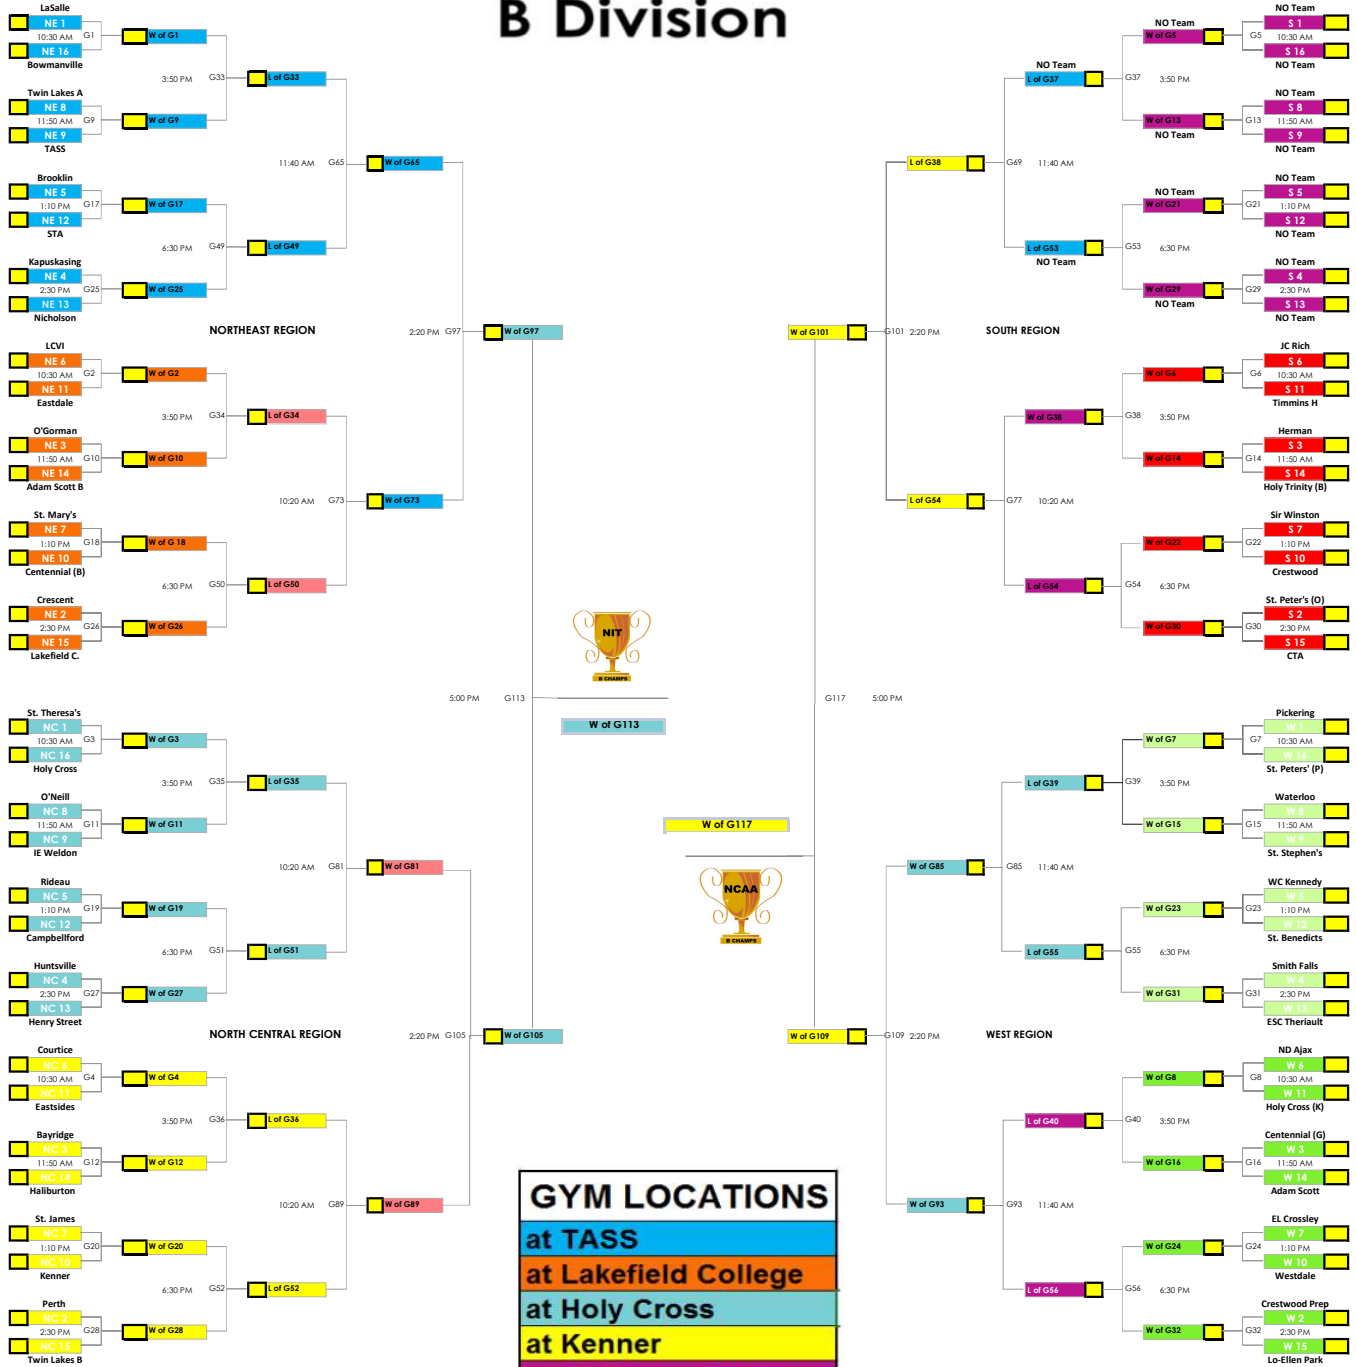 B Division
LaSalle
NE 1
10:30 AM G1
NE 16
Bowmanville
W of G1
3:50 PM G33
L of G33
Twin Lakes A
NE 8
11:50 AM G9
NE 9
TASS
W of G9
11:40 AM G65
W of G65
Brooklin
NE 5
1:10 PM G17
NE 12
STA
W of G17
6:30 PM G49
L of G49
Kapuskasing
NE 4
2:30 PM G25
NE 13
Nicholson
W of G25
NORTHEAST REGION
2:20 PM G97
W of G97
LCVI
NE 6
10:30 AM G2
NE 11
Eastdale
W of G2
3:50 PM G34
L of G34
O'Gorman
NE 3
11:50 AM G10
NE 14
Adam Scott B
W of G10
10:20 AM G73
W of G73
St. Mary's
NE 7
1:10 PM G18
NE 10
Centennial (B)
W of G 18
6:30 PM G50
L of G50
Crescent
NE 2
2:30 PM G26
NE 15
Lakefield C.
W of G26
NIT
B CHAMPS
5:00 PM G113
W of G113
St. Theresa's
NC 1
10:30 AM G3
NC 16
Holy Cross
W of G3
3:50 PM G35
L of G35
O'Neill
NC 8
11:50 AM G11
NC 9
IE Weldon
W of G11
10:20 AM G81
W of G81
Rideau
NC 5
1:10 PM G19
NC 12
Campbellford
W of G19
6:30 PM G51
L of G51
Huntsville
NC 4
2:30 PM G27
NC 13
Henry Street
W of G27
NORTH CENTRAL REGION
2:20 PM G105
W of G105
Courtice
NC 6
10:30 AM G4
NC 11
Eastsides
W of G4
3:50 PM G36
L of G36
Bayridge
NC 3
11:50 AM G12
NC 14
Haliburton
W of G12
10:20 AM G89
W of G89
St. James
NC 7
1:10 PM G20
NC 10
Kenner
W of G20
6:30 PM G52
L of G52
Perth
NC 2
2:30 PM G28
NC 15
Twin Lakes B
W of G28
NO Team
S 1
G5 10:30 AM
S 16
NO Team
NO Team
W of G5
G37 3:50 PM
NO Team
L of G37
NO Team
S 8
G13 11:50 AM
S 9
NO Team
W of G13
NO Team
L of G38
G69 11:40 AM
NO Team
S 5
G21 1:10 PM
S 12
NO Team
NO Team
W of G21
G53 6:30 PM
L of G53
NO Team
NO Team
S 4
G29 2:30 PM
S 13
NO Team
W of G29
NO Team
W of G101
G101 2:20 PM
SOUTH REGION
JC Rich
S 6
G6 10:30 AM
S 11
Timmins H
W of G6
G38 3:50 PM
W of G38
Herman
S 3
G14 11:50 AM
S 14
Holy Trinity (B)
W of G14
L of G54
G77 10:20 AM
Sir Winston
S 7
G22 1:10 PM
S 10
Crestwood
W of G22
G54 6:30 PM
L of G54
St. Peter's (O)
S 2
G30 2:30 PM
S 15
CTA
W of G30
G117 5:00 PM
W of G117
NCAA
B CHAMPS
Pickering
W 1
G7 10:30 AM
W 16
St. Peters' (P)
W of G7
G39 3:50 PM
L of G39
Waterloo
W 8
G15 11:50 AM
W 9
St. Stephen's
W of G15
W of G85
G85 11:40 AM
WC Kennedy
W 5
G23 1:10 PM
W 12
St. Benedicts
W of G23
G55 6:30 PM
L of G55
Smith Falls
W 4
G31 2:30 PM
W 13
ESC Theriault
W of G31
W of G109
G109 2:20 PM
WEST REGION
ND Ajax
W 6
G8 10:30 AM
W 11
Holy Cross (K)
W of G8
G40 3:50 PM
L of G40
Centennial (G)
W 3
G16 11:50 AM
W 14
Adam Scott
W of G16
W of G93
G93 11:40 AM
EL Crossley
W 7
G24 1:10 PM
W 10
Westdale
W of G24
G56 6:30 PM
L of G56
Crestwood Prep
W 2
G32 2:30 PM
W 15
Lo-Ellen Park
W of G32
GYM LOCATIONS
at TASS
at Lakefield College
at Holy Cross
at Kenner